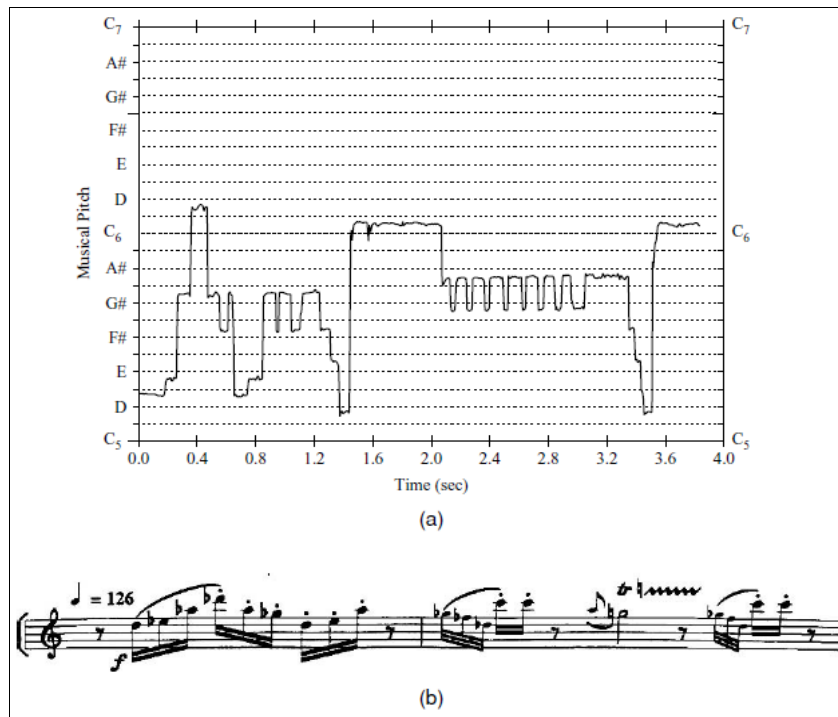 C7 C7
A#
G#
F#
E
D
C6 C6
A#
G#
F#
E
D
C5 C5
Musical Pitch
0.0 0.4 0.8 1.2 1.6 2.0 2.4 2.8 3.2 3.6 4.0
Time (sec)
(a)
♩ = 126 tr
f
(b)